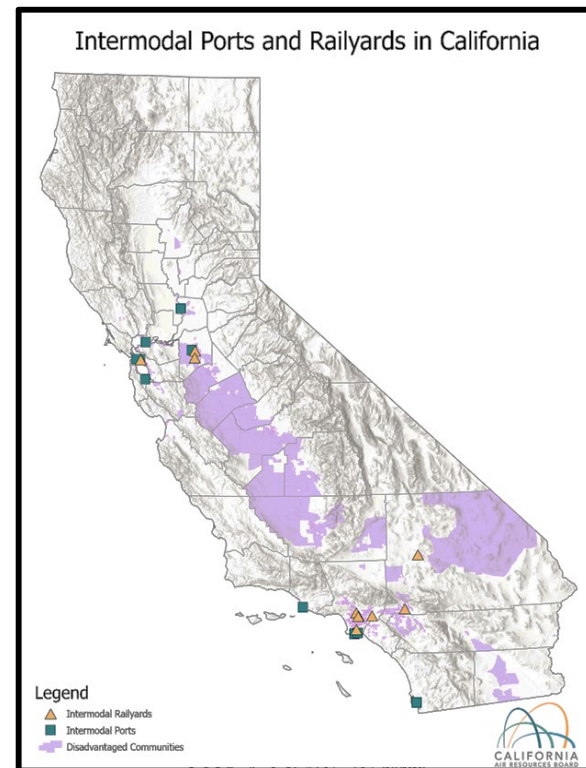 Intermodal Ports and Railyards in California
Legend
Intermodal Railyards
Intermodal Ports
Disadvantaged Communities
CALIFORNIA
AIR RESOURCES BOARD